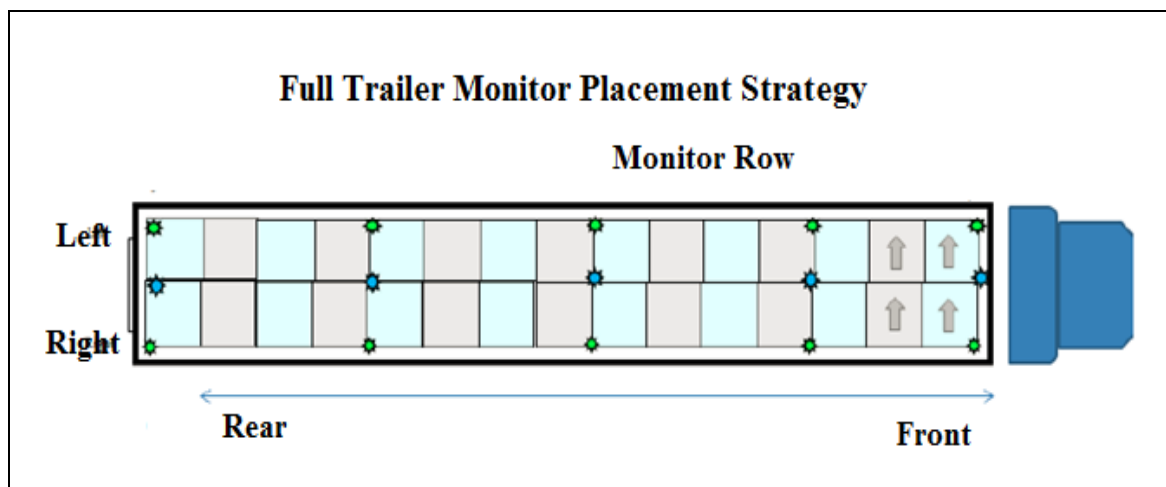 Full Trailer Monitor Placement Strategy
Monitor Row
Left
Right
Rear
Front